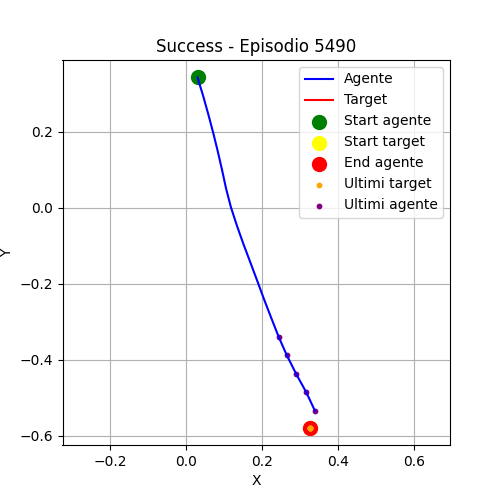 Success - Episodio 5490
Agente
Target
Start agente
Start target
End agente
Ultimi target
Ultimi agente
0.2
0.0
−0.2
−0.4
−0.6
Y
−0.2
0.0
0.2
0.4
0.6
X